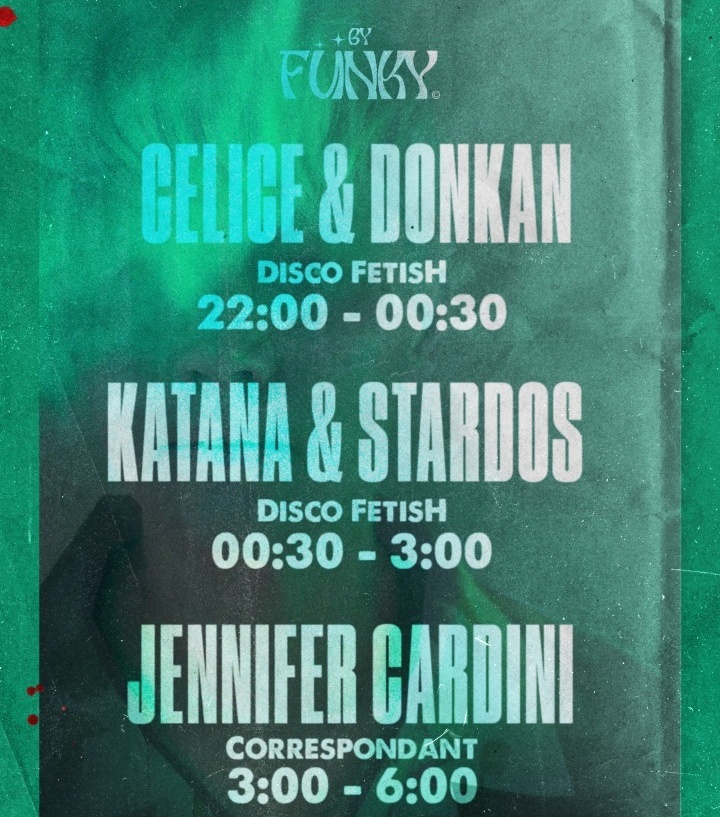 BY
FUNKY©
CELICE & DONKAN
DISCO FETISH
22:00 - 00:30
KATANA & STARDOS
DISCO FETISH
00:30 - 3:00
JENNIFER CARDINI
CORRESPONDANT
3:00 - 6:00